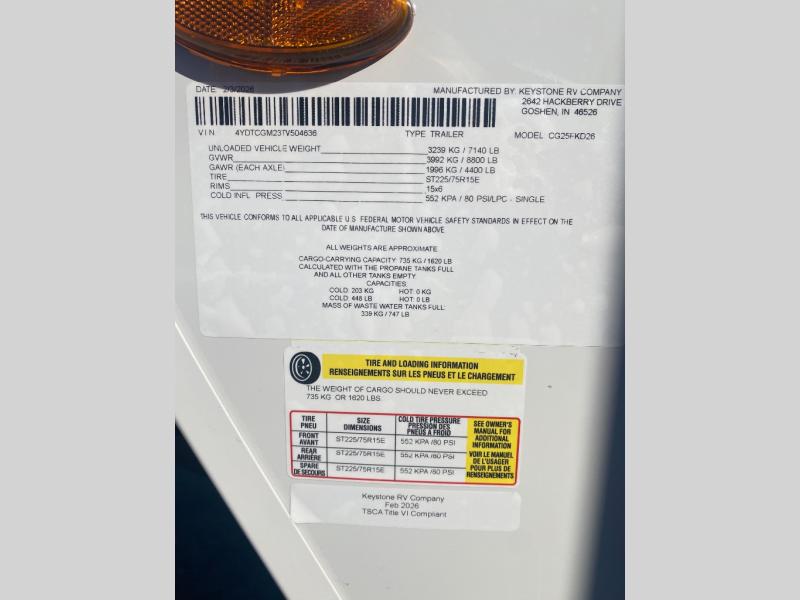 DATE 2/3/2026 MANUFACTURED BY: KEYSTONE RV COMPANY
2642 HACKBERRY DRIVE
GOSHEN, IN 46526
VIN 4YDTCGM23TV504636 TYPE TRAILER MODEL CG25FKD26
UNLOADED VEHICLE WEIGHT 3239 KG / 7140 LB
GVWR 3992 KG / 8800 LB
GAWR (EACH AXLE) 1996 KG / 4400 LB
TIRE ST225/75R15E
RIMS 15x6
COLD INFL PRESS 552 KPA / 80 PSI/LPC - SINGLE
THIS VEHICLE CONFORMS TO ALL APPLICABLE U.S. FEDERAL MOTOR VEHICLE SAFETY STANDARDS IN EFFECT ON THE
DATE OF MANUFACTURE SHOWN ABOVE
ALL WEIGHTS ARE APPROXIMATE.
CARGO-CARRYING CAPACITY: 735 KG / 1620 LB
CALCULATED WITH THE PROPANE TANKS FULL
AND ALL OTHER TANKS EMPTY.
CAPACITIES:
COLD: 203 KG HOT: 0 KG
COLD: 448 LB HOT: 0 LB
MASS OF WASTE WATER TANKS FULL:
339 KG / 747 LB
TIRE AND LOADING INFORMATION
RENSEIGNEMENTS SUR LES PNEUS ET LE CHARGEMENT
THE WEIGHT OF CARGO SHOULD NEVER EXCEED
735 KG OR 1620 LBS.
TIRE
PNEU
SIZE
DIMENSIONS
COLD TIRE PRESSURE
PRESSION DES
PNEUS A FROID
FRONT
AVANT
ST225/75R15E
552 KPA /80 PSI
REAR
ARRIÈRE
ST225/75R15E
552 KPA /80 PSI
SPARE
DE SECOURS
ST225/75R15E
552 KPA /80 PSI
SEE OWNER'S
MANUAL FOR
ADDITIONAL
INFORMATION
VOIR LE MANUEL
DE L'USAGER
POUR PLUS DE
RENSEIGNEMENTS
Keystone RV Company
Feb 2026
TSCA Title VI Compliant